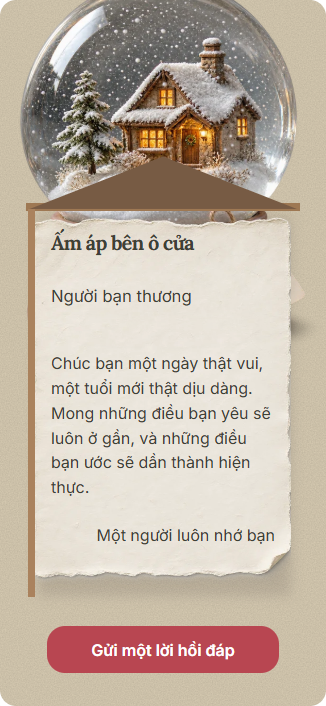 Ấm áp bên ô cửa
Người bạn thương
Chúc bạn một ngày thật vui,
một tuổi mới thật dịu dàng.
Mong những điều bạn yêu sẽ
luôn ở gần, và những điều
bạn ước sẽ dần thành hiện
thực.
Một người luôn nhớ bạn
Gửi một lời hồi đáp